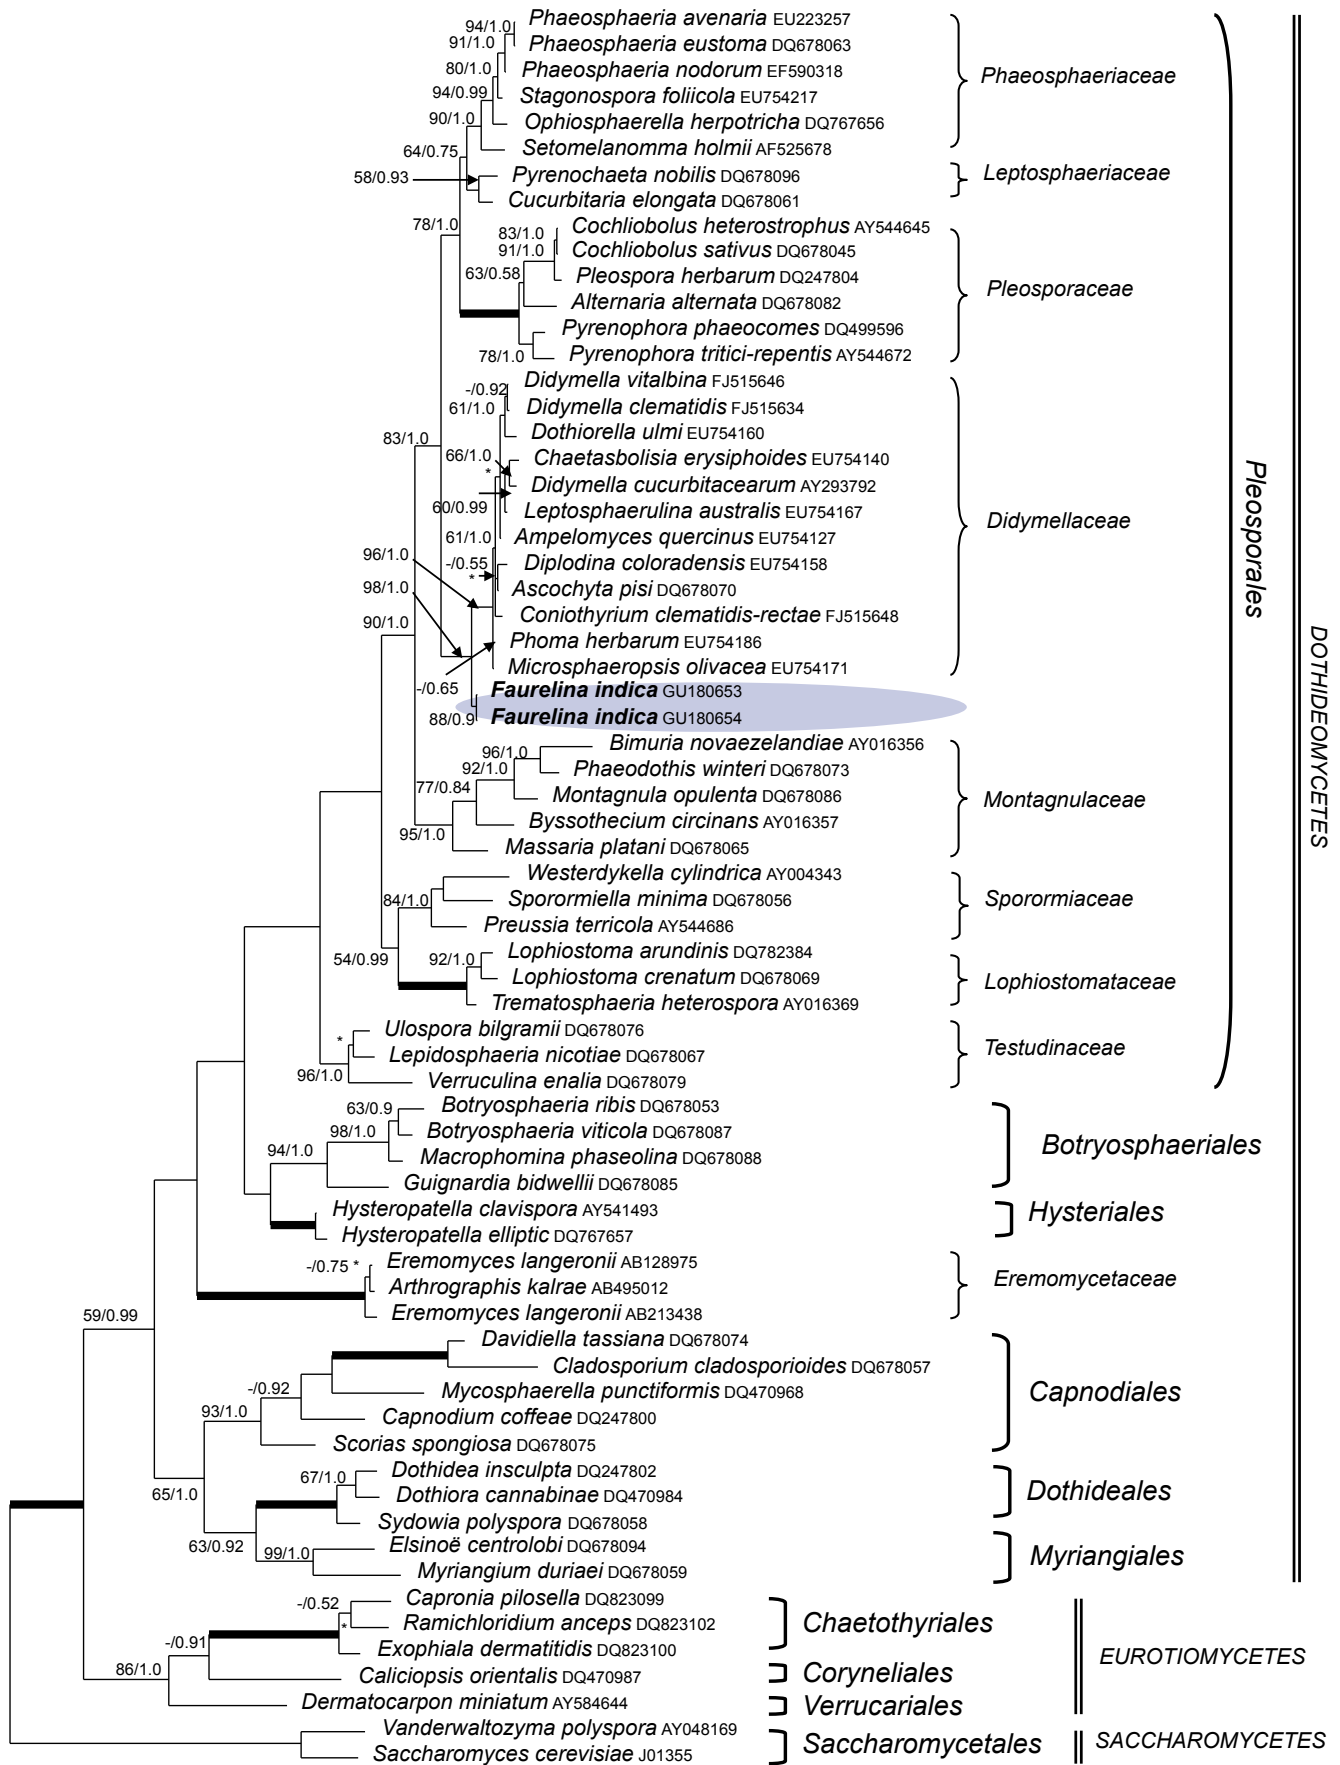 94/1.0
Phaeosphaeria avenaria EU223257
91/1.0
Phaeosphaeria eustoma DQ678063
80/1.0
Phaeosphaeria nodorum EF590318
Phaeosphaeriaceae
94/0.99
Stagonospora foliicola EU754217
90/1.0
Ophiosphaerella herpotricha DQ767656
64/0.75
Setomelanomma holmii AF525678
58/0.93
Pyrenochaeta nobilis DQ678096
Leptosphaeriaceae
Cucurbitaria elongata DQ678061
78/1.0
83/1.0
Cochliobolus heterostrophus AY544645
91/1.0
Cochliobolus sativus DQ678045
63/0.58
Pleospora herbarum DQ247804
Pleosporaceae
Alternaria alternata DQ678082
Pyrenophora phaeocomes DQ499596
78/1.0
Pyrenophora tritici-repentis AY544672
-/0.92
Didymella vitalbina FJ515646
61/1.0
Didymella clematidis FJ515634
83/1.0
Dothiorella ulmi EU754160
66/1.0
Chaetasbolisia erysiphoides EU754140
*
Didymella cucurbitacearum AY293792
60/0.99
Leptosphaerulina australis EU754167
Didymellaceae
Pleosporales
61/1.0
Ampelomyces quercinus EU754127
96/1.0
-/0.55
Diplodina coloradensis EU754158
*
98/1.0
Ascochyta pisi DQ678070
90/1.0
Coniothyrium clematidis-rectae FJ515648
Phoma herbarum EU754186
Microsphaeropsis olivacea EU754171
-/0.65
Faurelina indica GU180653
88/0.9
Faurelina indica GU180654
DOTHIDEOMYCETES
96/1.0
Bimuria novaezelandiae AY016356
92/1.0
Phaeodothis winteri DQ678073
77/0.84
Montagnula opulenta DQ678086
Montagnulaceae
Byssothecium circinans AY016357
95/1.0
Massaria platani DQ678065
Westerdykella cylindrica AY004343
84/1.0
Sporormiella minima DQ678056
Sporormiaceae
Preussia terricola AY544686
54/0.99
92/1.0
Lophiostoma arundinis DQ782384
Lophiostoma crenatum DQ678069
Lophiostomataceae
Trematosphaeria heterospora AY016369
*
Ulospora bilgramii DQ678076
Lepidosphaeria nicotiae DQ678067
Testudinaceae
96/1.0
Verruculina enalia DQ678079
63/0.9
Botryosphaeria ribis DQ678053
98/1.0
Botryosphaeria viticola DQ678087
94/1.0
Macrophomina phaseolina DQ678088
Botryosphaeriales
Guignardia bidwellii DQ678085
Hysteropatella clavispora AY541493
Hysteriales
Hysteropatella elliptic DQ767657
-/0.75 *
Eremomyces langeronii AB128975
Arthrographis kalrae AB495012
Eremomycetaceae
59/0.99
Eremomyces langeronii AB213438
Davidiella tassiana DQ678074
Cladosporium cladosporioides DQ678057
-/0.92
Mycosphaerella punctiformis DQ470968
Capnodiales
93/1.0
Capnodium coffeae DQ247800
Scorias spongiosa DQ678075
67/1.0
Dothidea insculpta DQ247802
65/1.0
Dothiora cannabinae DQ470984
Dothideales
Sydowia polyspora DQ678058
63/0.92
99/1.0
Elsinoë centrolobi DQ678094
Myriangiales
Myriangium duriaei DQ678059
-/0.52
Capronia pilosella DQ823099
*
Ramichloridium anceps DQ823102
Chaetothyriales
-/0.91
Exophiala dermatitidis DQ823100
EUROTIOMYCETES
86/1.0
Caliciopsis orientalis DQ470987
Coryneliales
Dermatocarpon miniatum AY584644
Verrucariales
Vanderwaltozyma polyspora AY048169
Saccharomycetales
SACCHAROMYCETES
Saccharomyces cerevisiae J01355